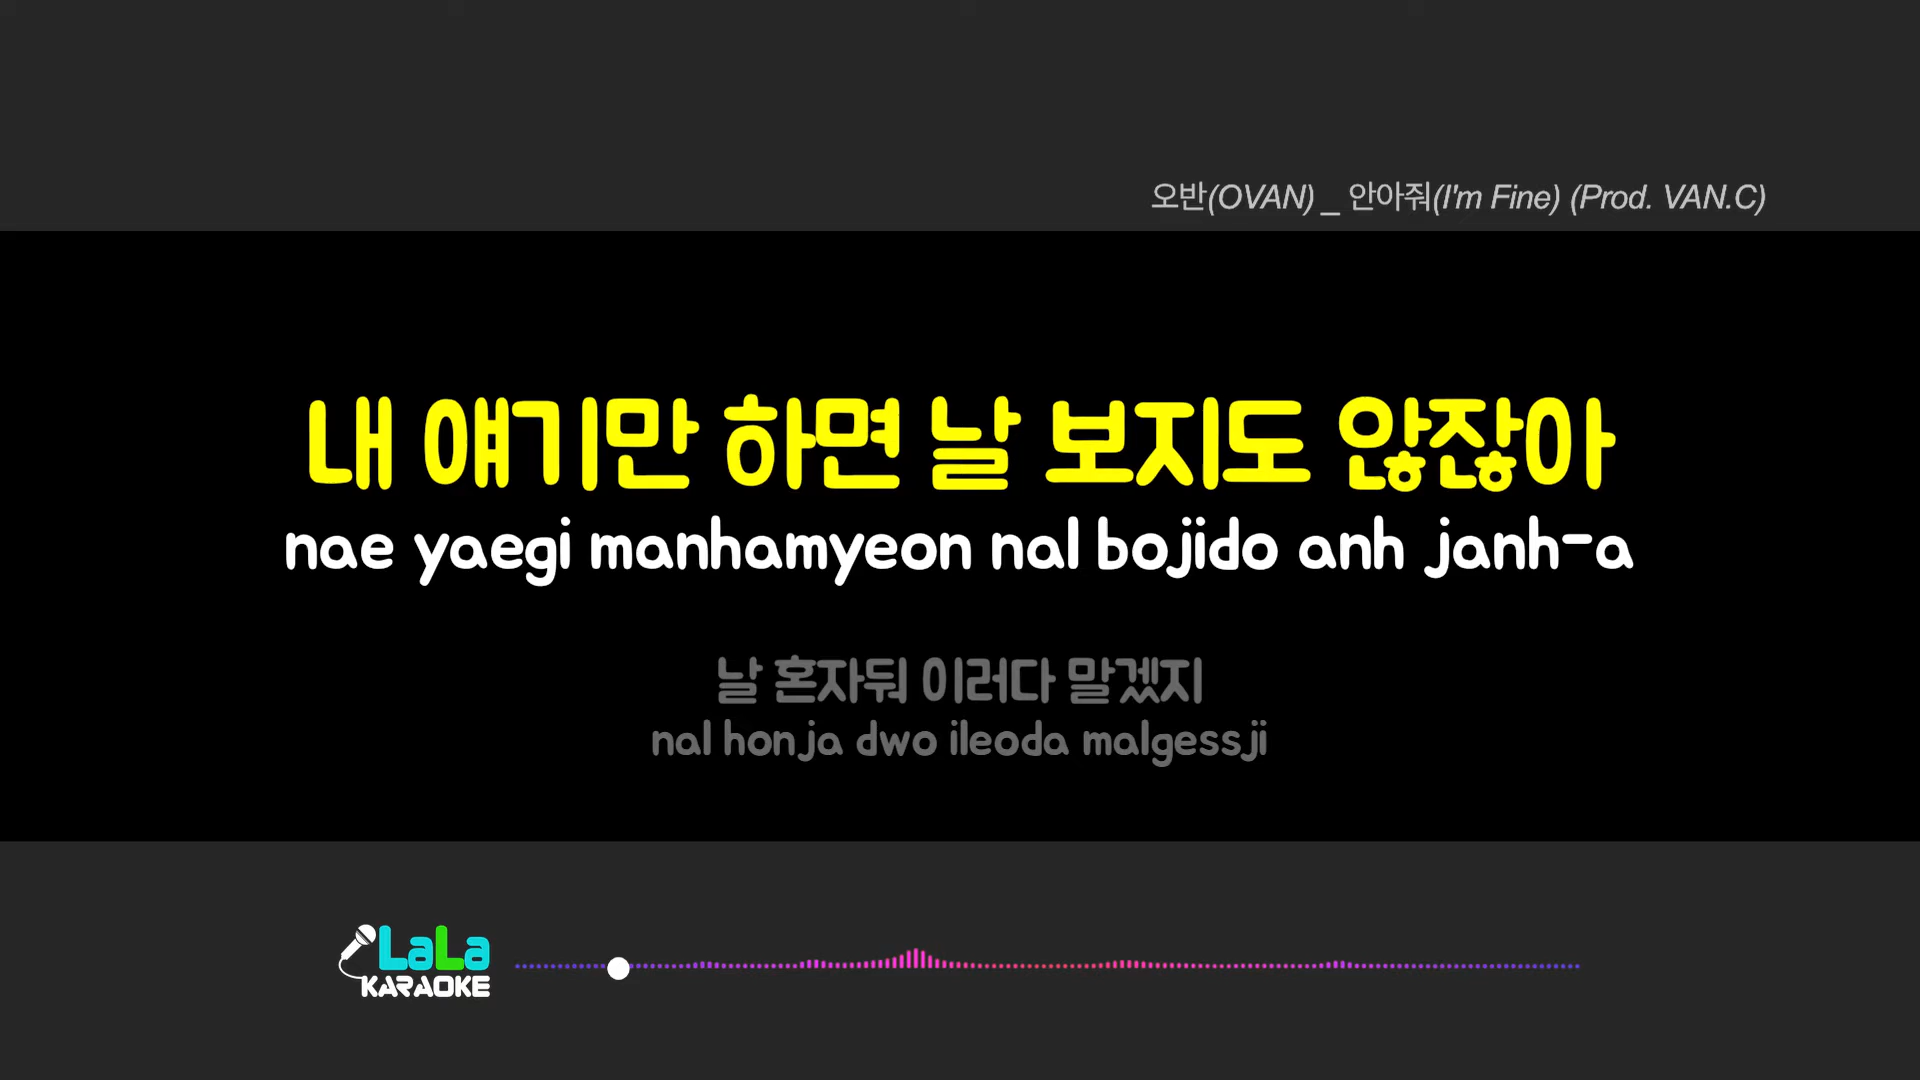 오반(OVAN) _ 안아줘(I'm Fine) (Prod. VAN.C)
내 얘기만 하면 날 보지도 않잖아
nae yaegi manhamyeon nal bojido anh janh-a
날 혼자둬 이러다 말겠지
nal honja dwo ileoda malgessji
LaLa
KARAOKE